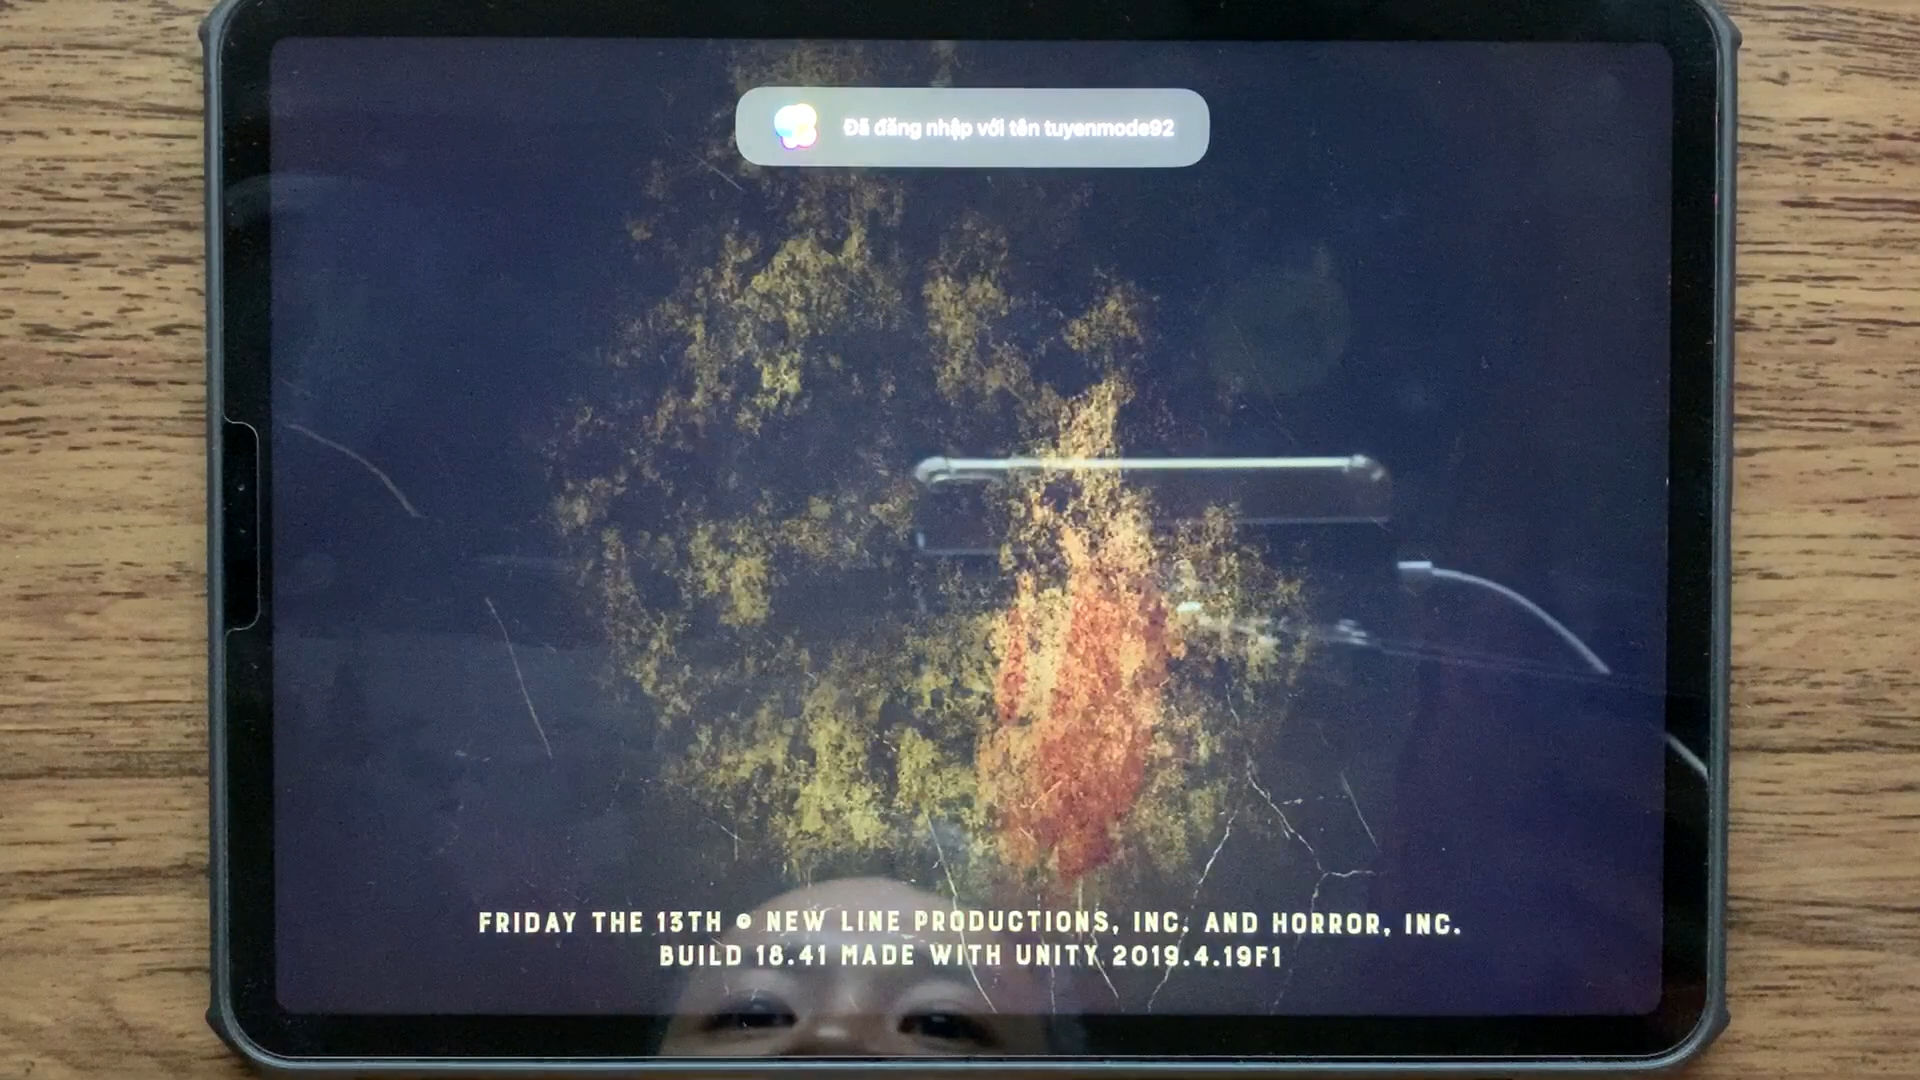 Đã đăng nhập với tên tuyenmode92
FRIDAY THE 13TH © NEW LINE PRODUCTIONS, INC. AND HORROR, INC.
BUILD 18.41 MADE WITH UNITY 2019.4.19F1